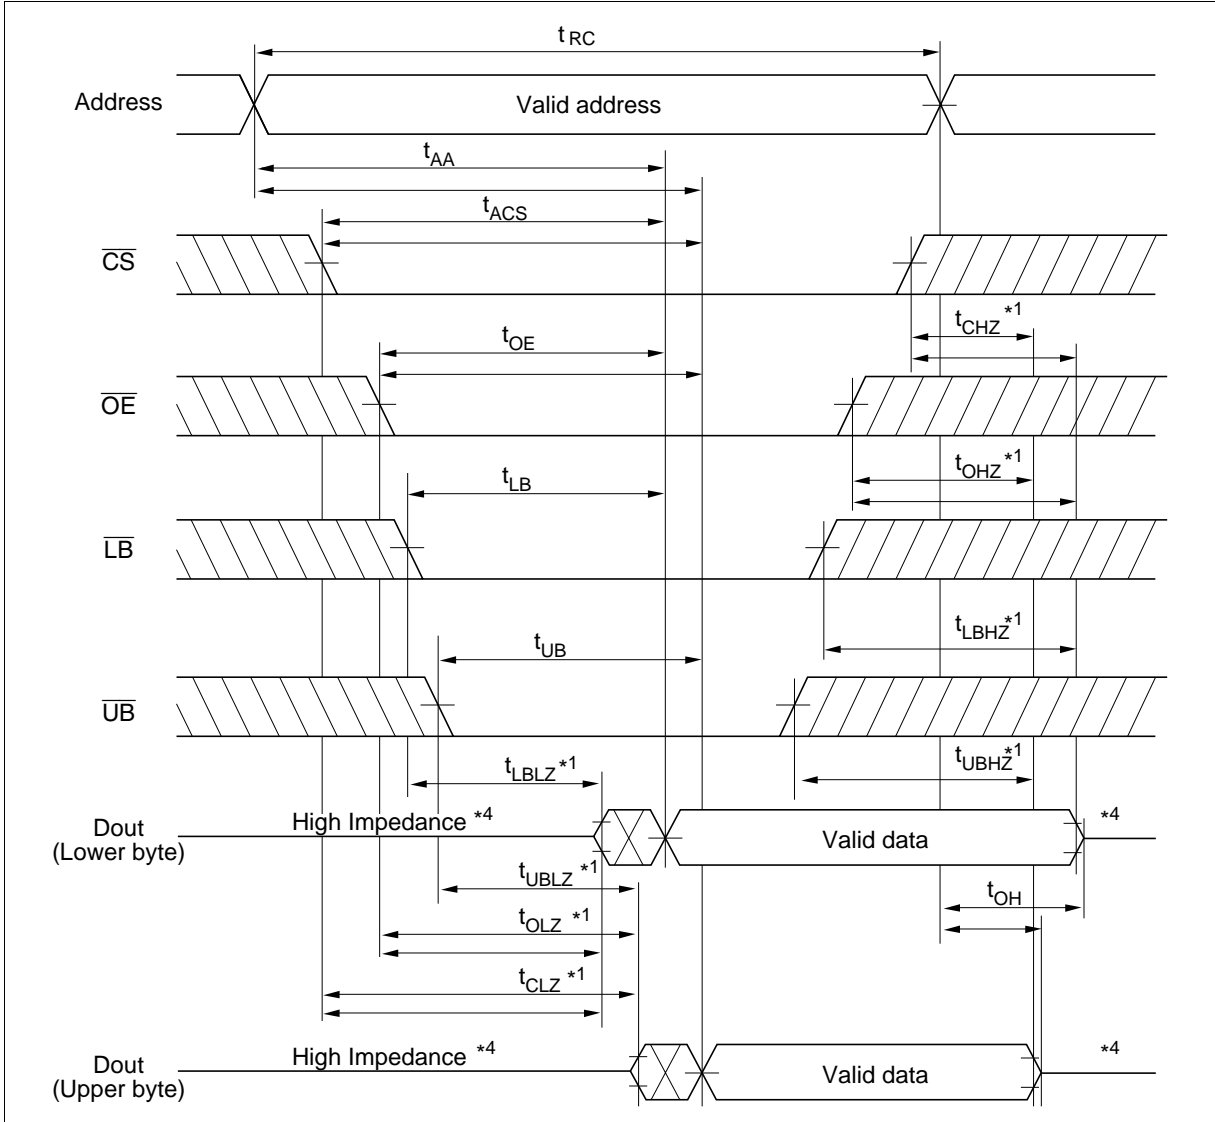 tRC
Address
Valid address
tAA
tACS
CS
tCHZ *1
tOE
OE
tOHZ *1
tLB
LB
tLBHZ *1
tUB
UB
tUBHZ *1
tLBLZ *1
High Impedance *4
*4
Dout
(Lower byte)
Valid data
tUBLZ *1
tOH
tOLZ *1
tCLZ *1
High Impedance *4
*4
Dout
(Upper byte)
Valid data